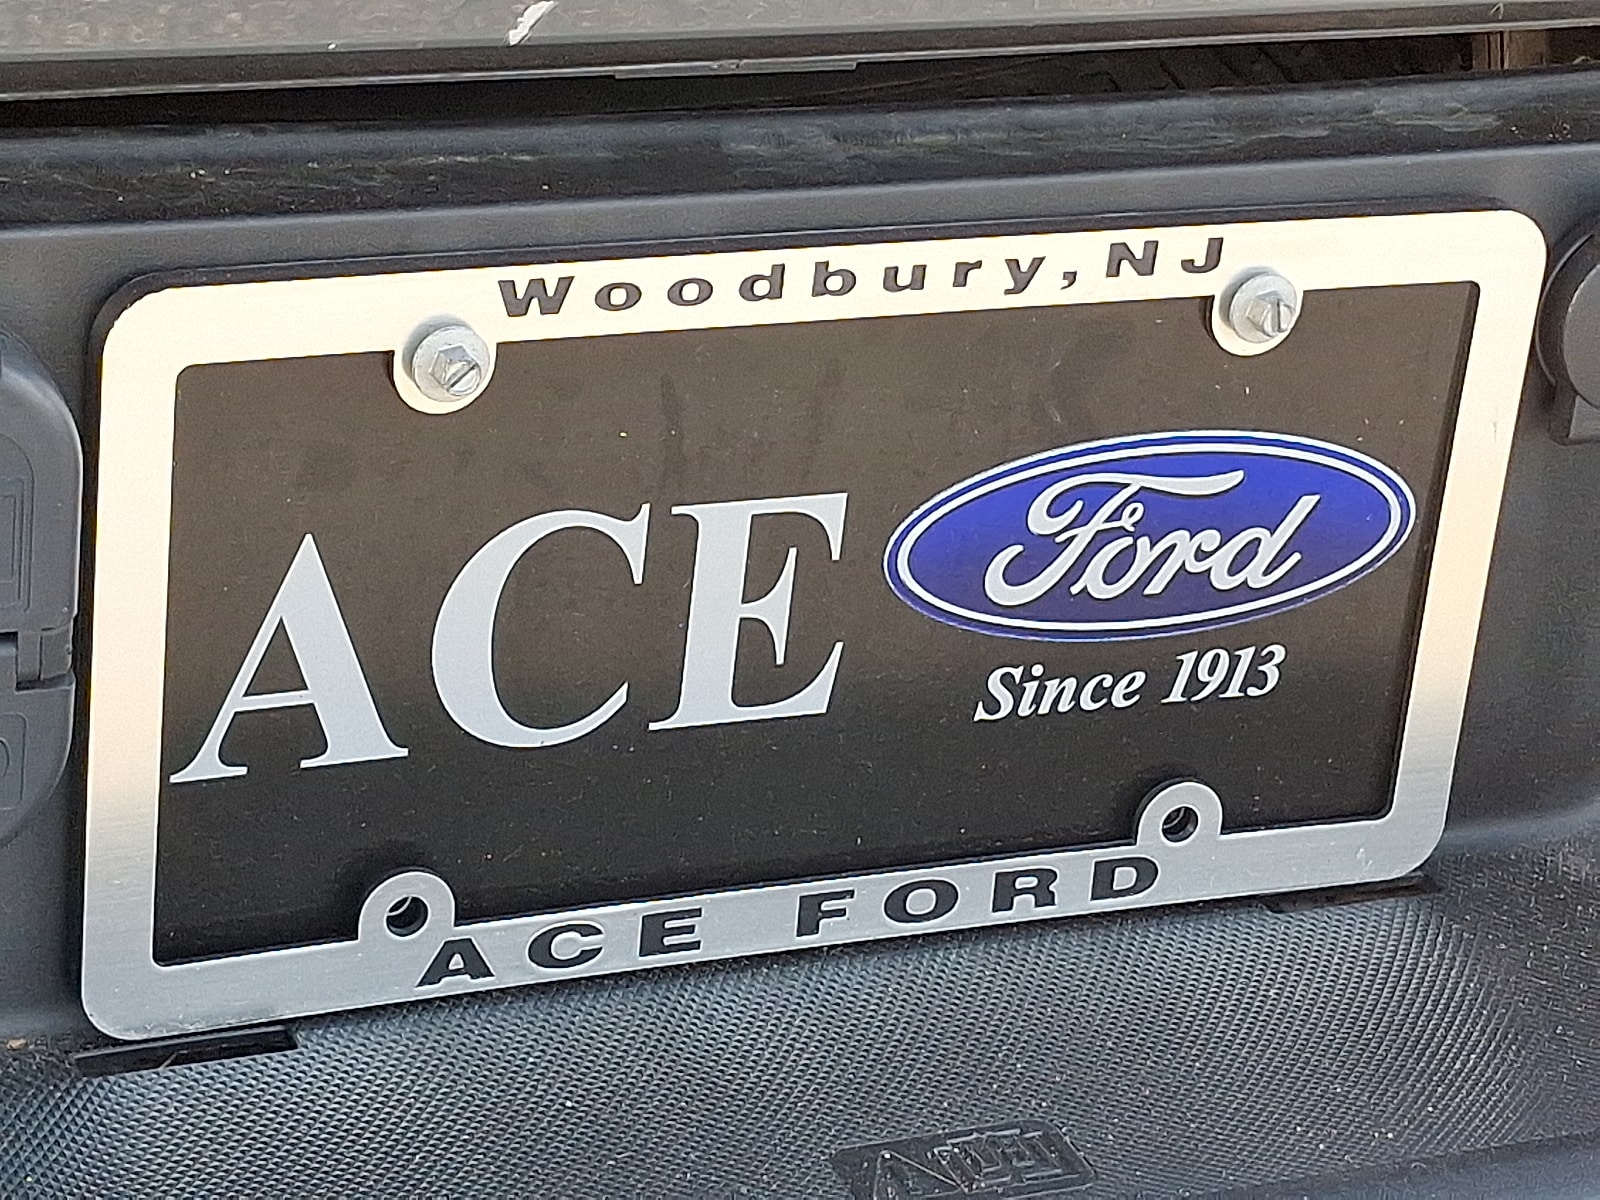 Woodbury, NJ
ACE
Ford
Since 1913
ACE FORD